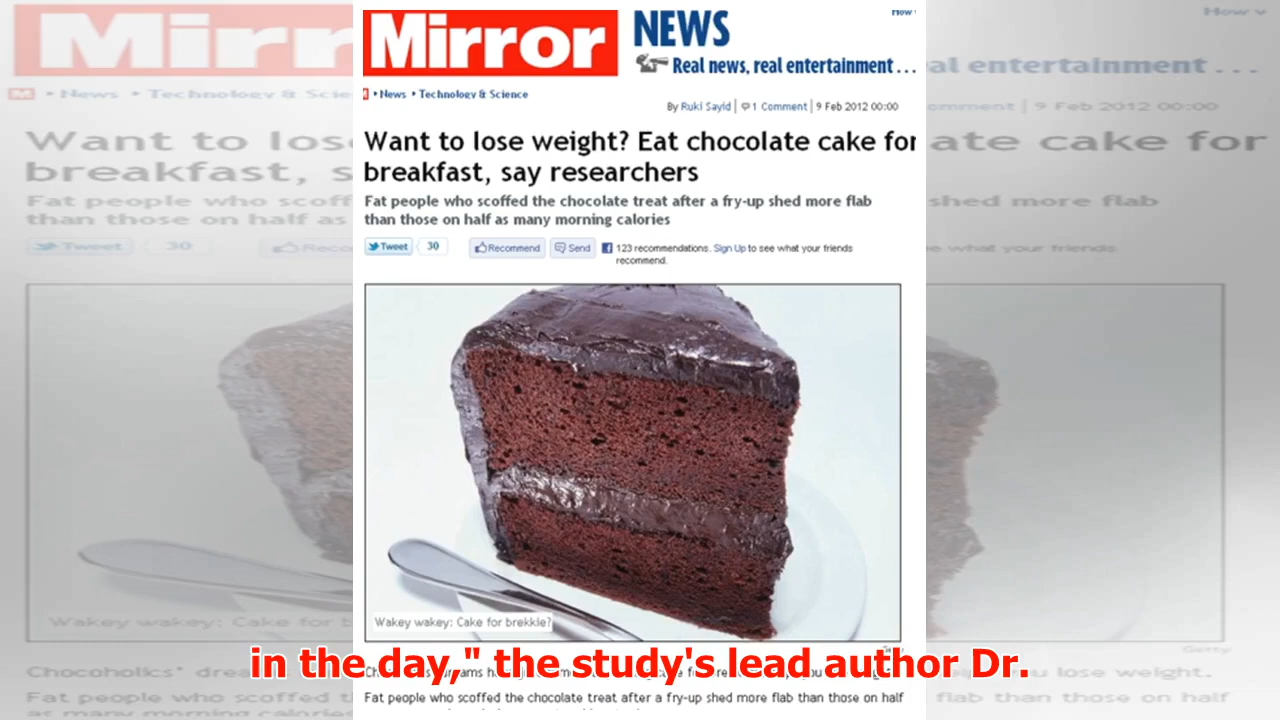 Mirror NEWS
Real news, real entertainment . . .
News • Technology & Science
By Ruki Sayid | 1 Comment | 9 Feb 2012 00:00
Want to lose weight? Eat chocolate cake for
breakfast, say researchers
Fat people who scoffed the chocolate treat after a fry-up shed more flab
than those on half as many morning calories
Tweet 30 Recommend Send 123 recommendations. Sign Up to see what your friends
recommend.
Wakey wakey: Cake for brekkie?
Getty
in the day," the study's lead author Dr.
Fat people who scoffed the chocolate treat after a fry-up shed more flab than those on half